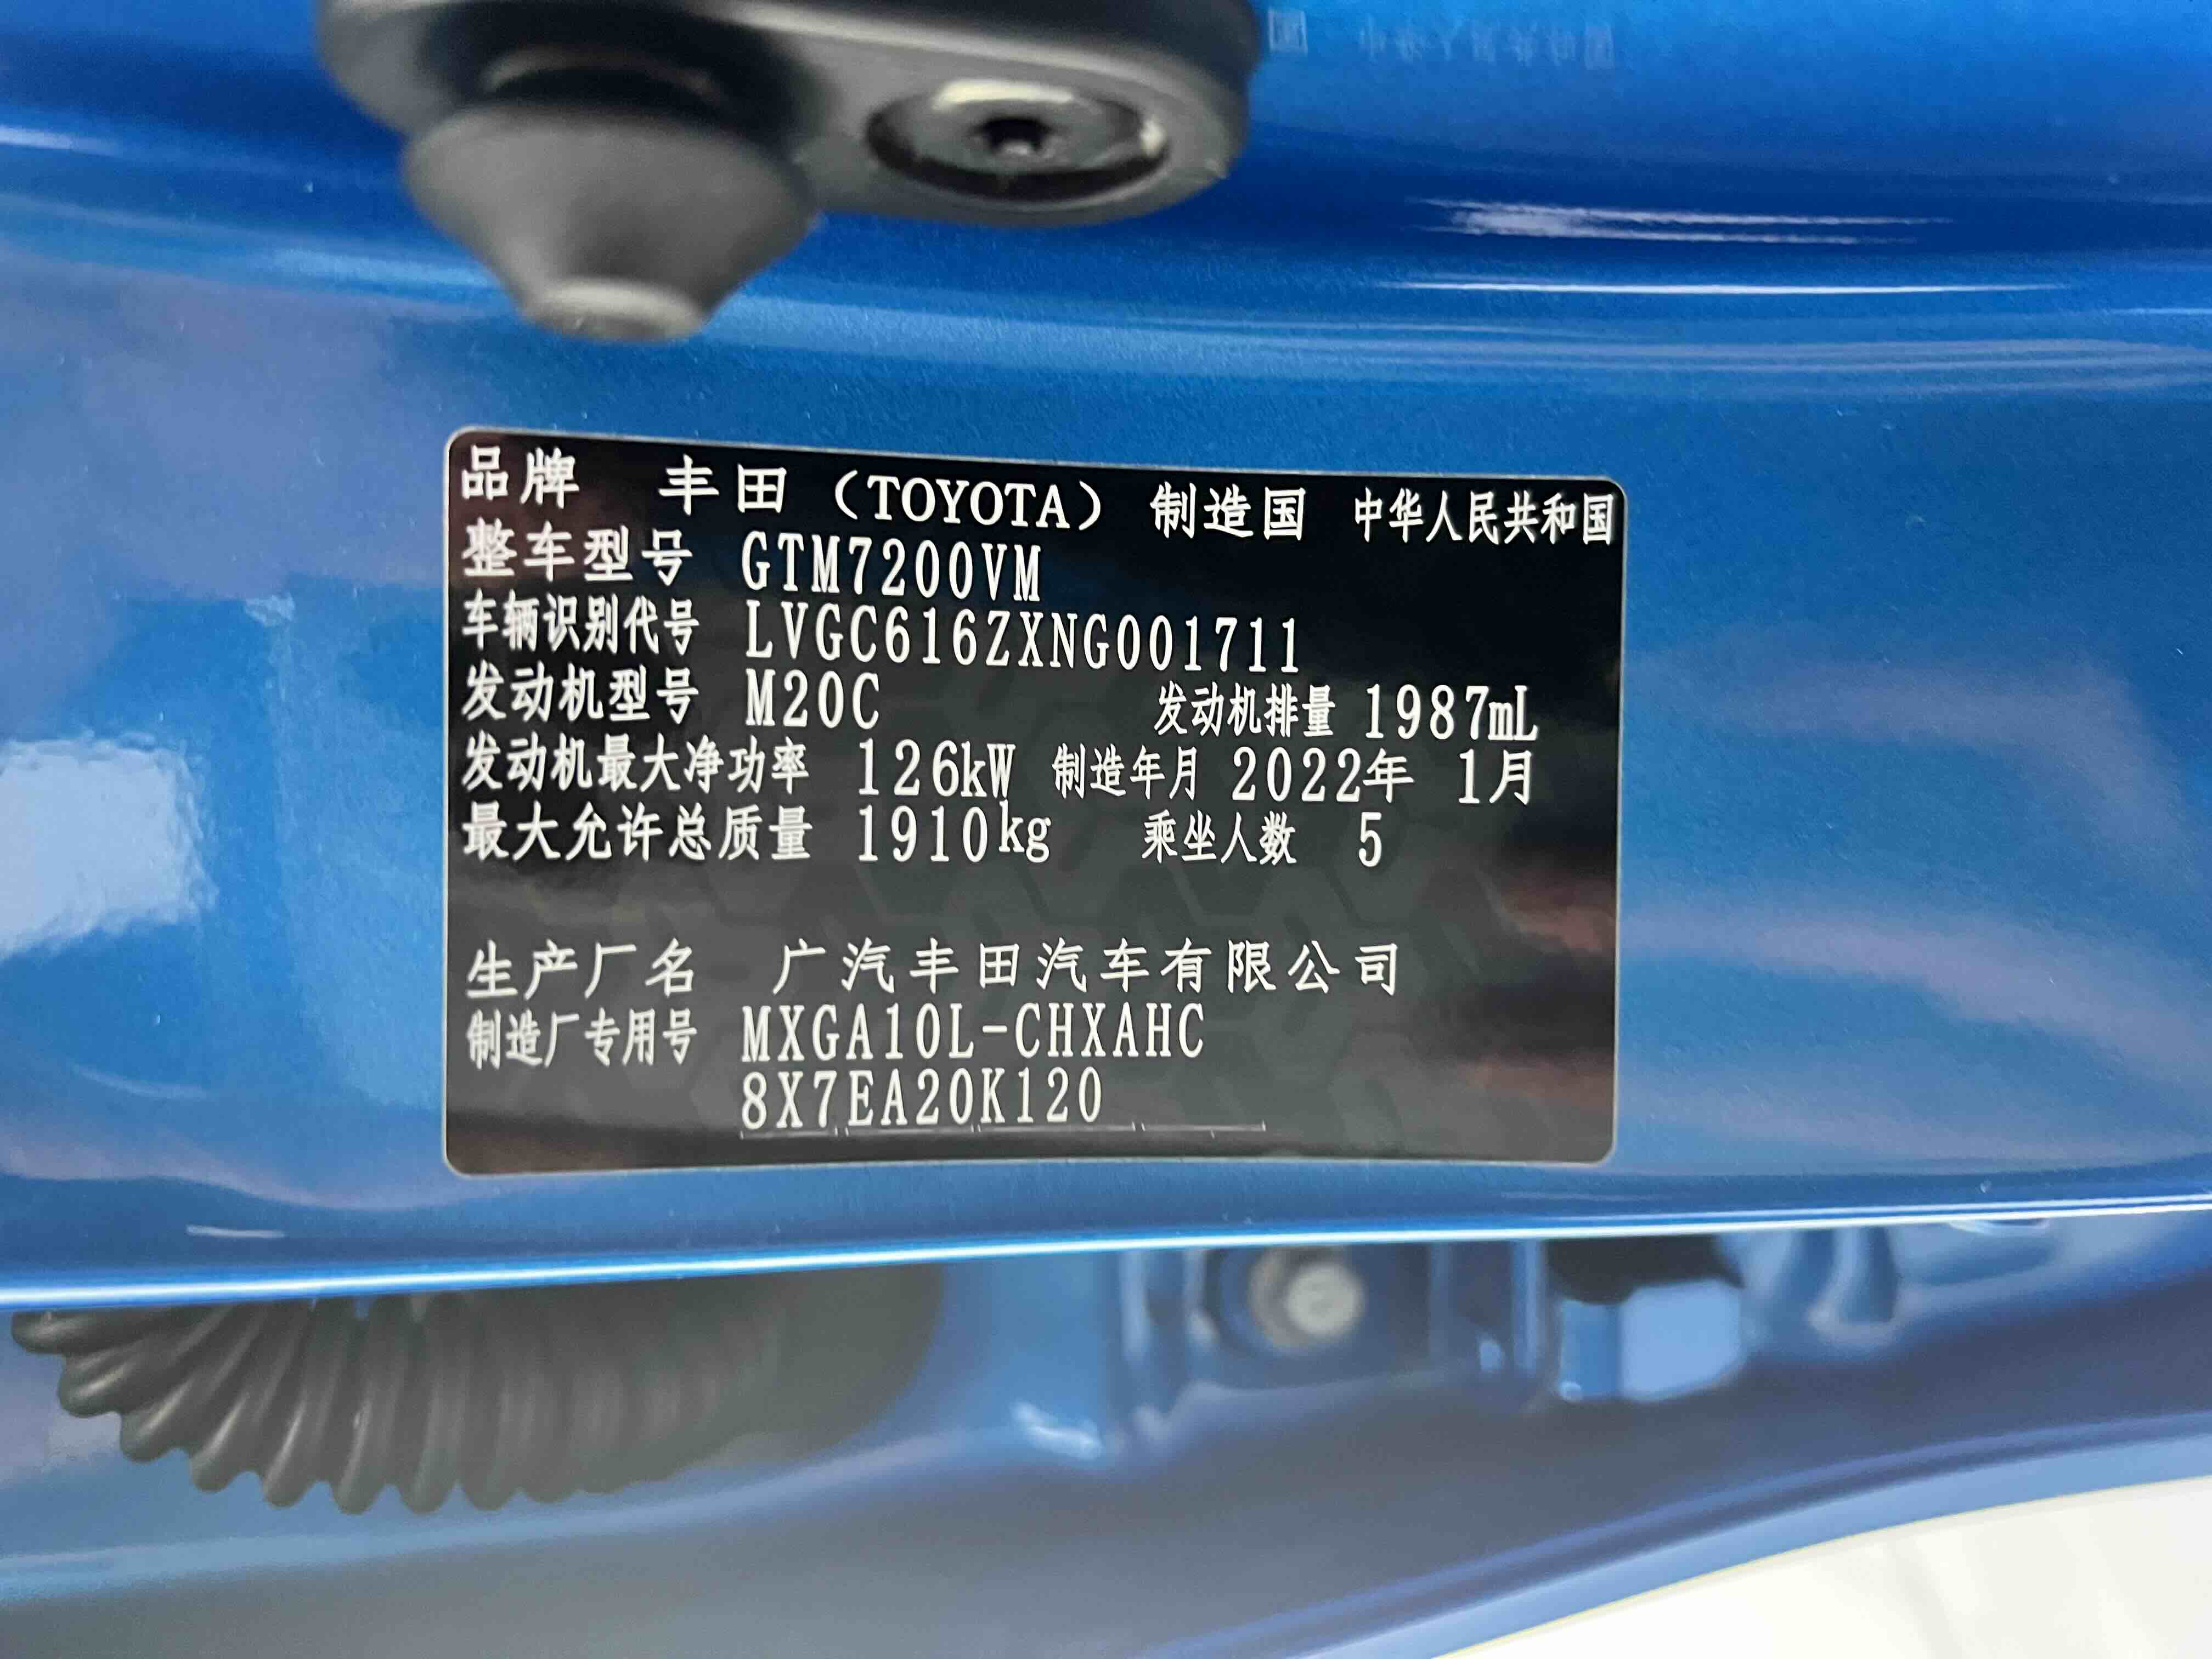 品牌 丰田（TOYOTA） 制造国 中华人民共和国
整车型号 GTM7200VM
车辆识别代号 LVGC616ZXNG001711
发动机型号 M20C 发动机排量 1987mL
发动机最大净功率 126kW 制造年月 2022年 1月
最大允许总质量 1910kg 乘坐人数 5
生产厂名 广汽丰田汽车有限公司
制造厂专用号 MXGA10L-CHXAHC
8X7EA20K120